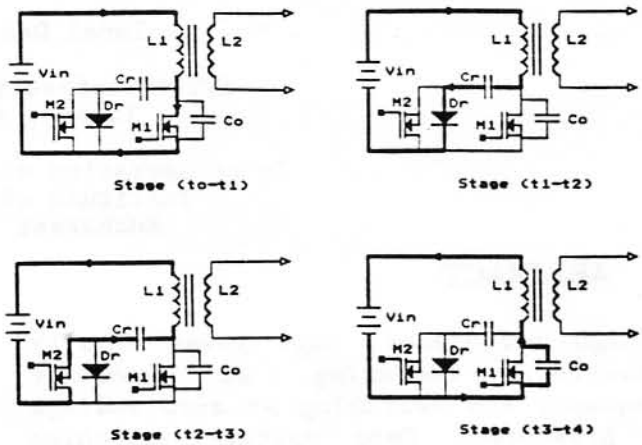 L1
L2
Vin
Cr
M2
Dr
M1
Co
Stage (to-t1)
L1
L2
Vin
Cr
M2
Dr
M1
Co
Stage (t1-t2)
L1
L2
Vin
Cr
M2
Dr
M1
Co
Stage (t2-t3)
L1
L2
Vin
Cr
M2
Dr
M1
Co
Stage (t3-t4)